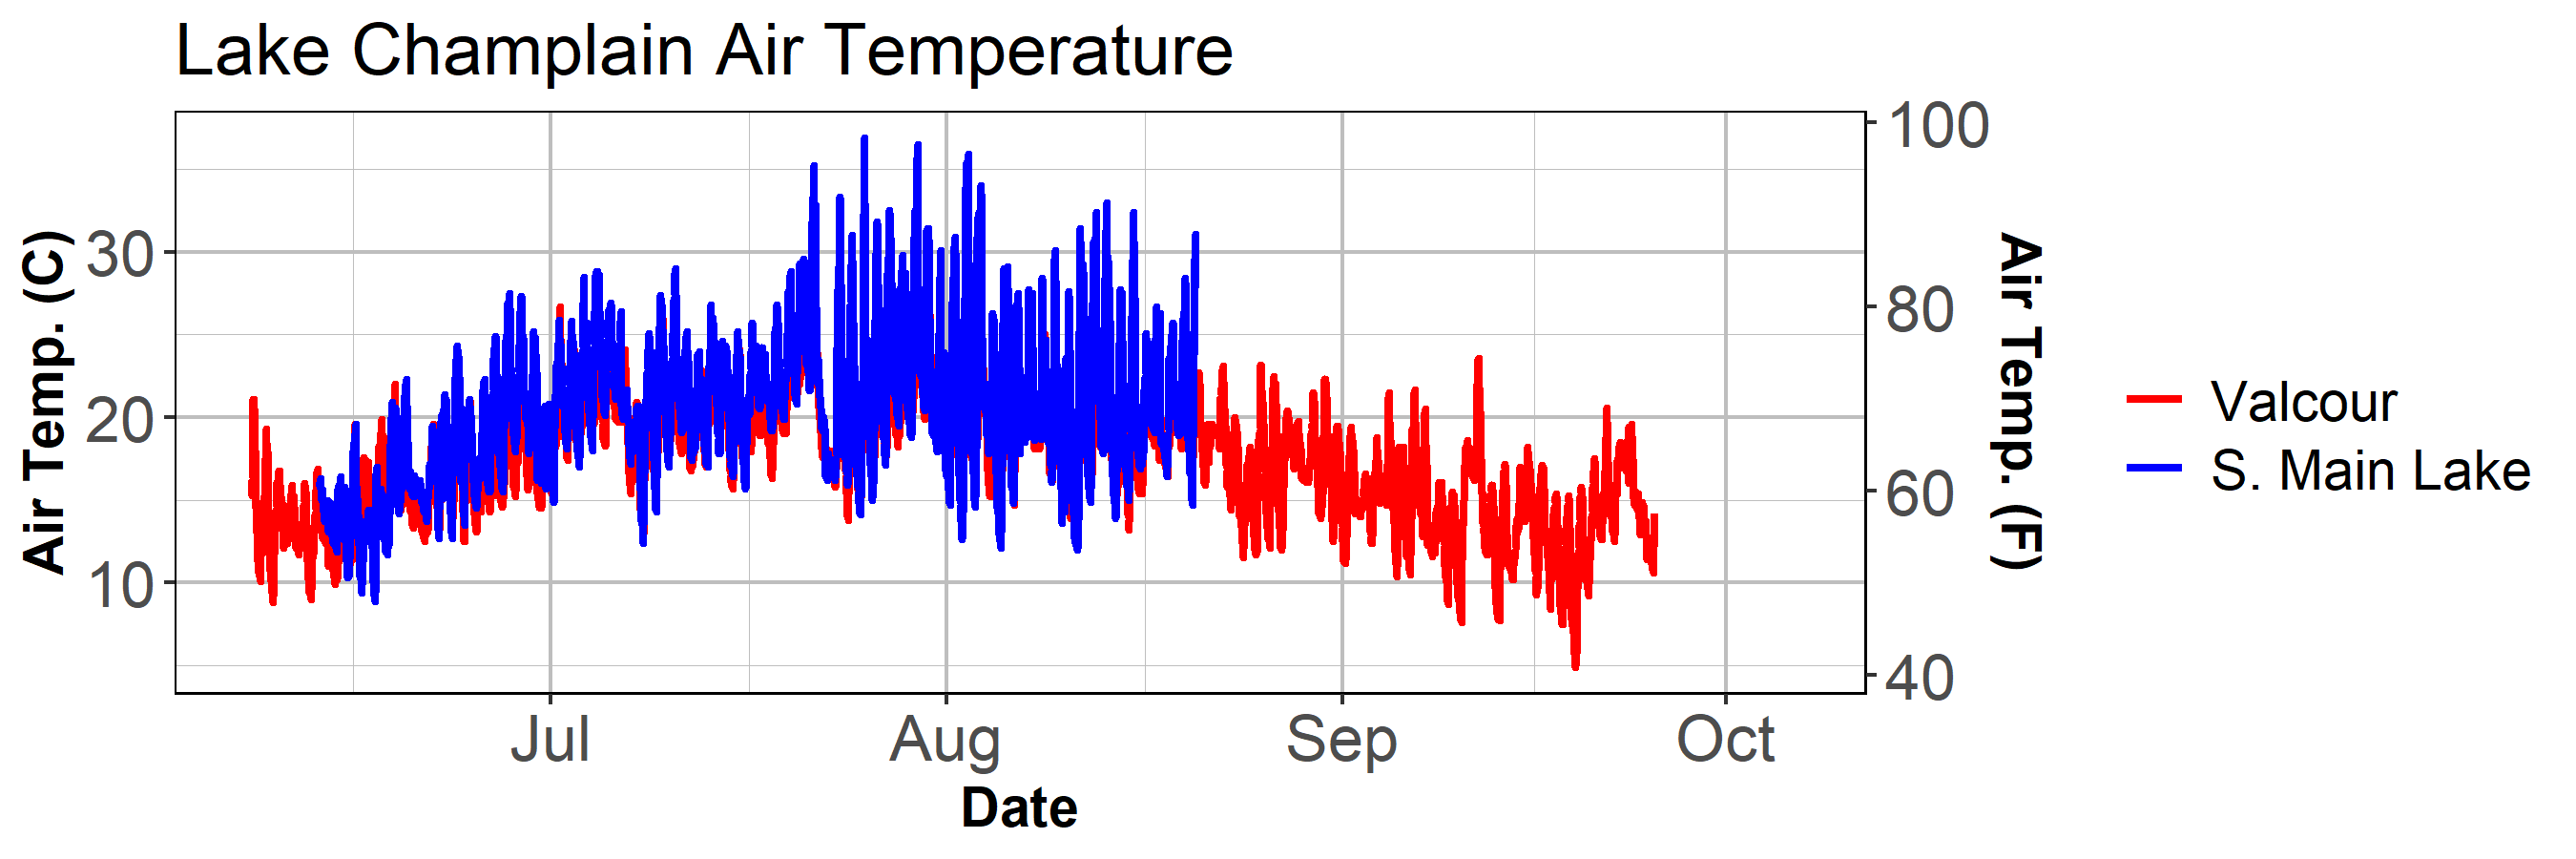 Lake Champlain Air Temperature
Air Temp. (C)
30
20
10
100
80
60
40
Air Temp. (F)
Jul Aug Sep Oct
Date
Valcour
S. Main Lake